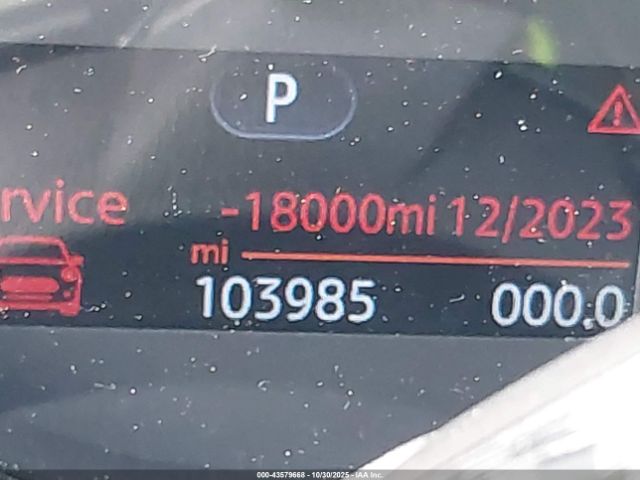 P
rvice -18000mi 12/2023
mi
103985 000.0
000-43579668 - 10/30/2025 - IAA Inc.